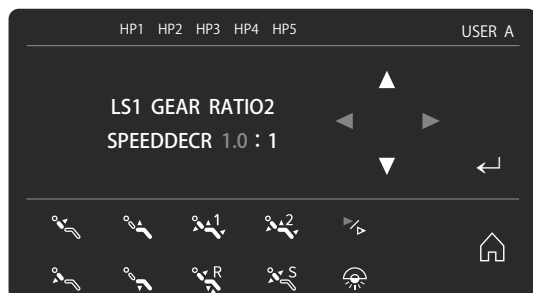 HP1 HP2 HP3 HP4 HP5 USER A
LS1 GEAR RATIO2
SPEEDDECR 1.0 : 1
1 2
R S